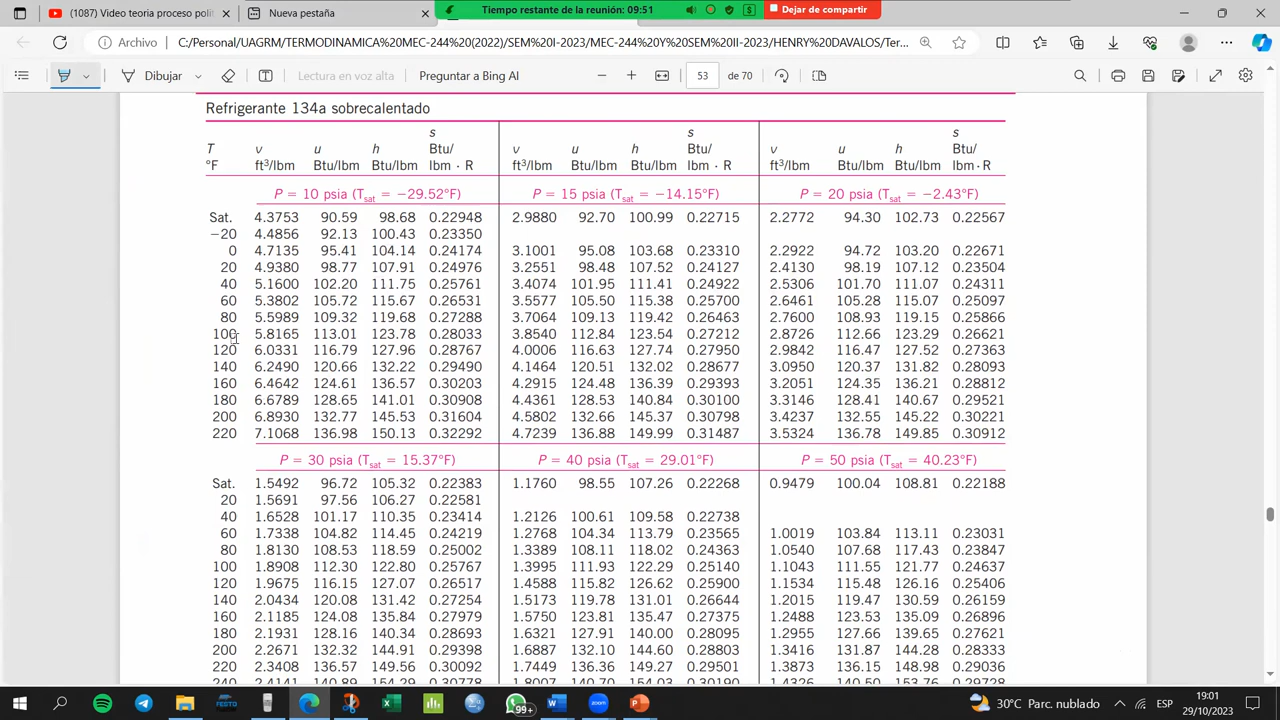 (1087) Video teoria proceso poli
Nueva pestaña
Tiempo restante de la reunión: 09:51
Dejar de compartir
Archivo
C:/Personal/UAGRM/TERMODINAMICA%20MEC-244%20(2022)/SEM%20I-2023/MEC-244%20Y%20SEM%20II-2023/HENRY%20DAVALOS/Ter...
Dibujar
Lectura en voz alta
Preguntar a Bing AI
53 de 70
Refrigerante 134a sobrecalentado
T °F v ft³/lbm u Btu/lbm h Btu/lbm s Btu/lbm · R v ft³/lbm u Btu/lbm h Btu/lbm s Btu/lbm · R v ft³/lbm u Btu/lbm h Btu/lbm s Btu/lbm · R
P = 10 psia (Tsat = −29.52°F) P = 15 psia (Tsat = −14.15°F) P = 20 psia (Tsat = −2.43°F)
Sat. 4.3753 90.59 98.68 0.22948 2.9880 92.70 100.99 0.22715 2.2772 94.30 102.73 0.22567
−20 4.4856 92.13 100.43 0.23350
0 4.7135 95.41 104.14 0.24174 3.1001 95.08 103.68 0.23310 2.2922 94.72 103.20 0.22671
20 4.9380 98.77 107.91 0.24976 3.2551 98.48 107.52 0.24127 2.4130 98.19 107.12 0.23504
40 5.1600 102.20 111.75 0.25761 3.4074 101.95 111.41 0.24922 2.5306 101.70 111.07 0.24311
60 5.3802 105.72 115.67 0.26531 3.5577 105.50 115.38 0.25700 2.6461 105.28 115.07 0.25097
80 5.5989 109.32 119.68 0.27288 3.7064 109.13 119.42 0.26463 2.7600 108.93 119.15 0.25866
100 5.8165 113.01 123.78 0.28033 3.8540 112.84 123.54 0.27212 2.8726 112.66 123.29 0.26621
120 6.0331 116.79 127.96 0.28767 4.0006 116.63 127.74 0.27950 2.9842 116.47 127.52 0.27363
140 6.2490 120.66 132.22 0.29490 4.1464 120.51 132.02 0.28677 3.0950 120.37 131.82 0.28093
160 6.4642 124.61 136.57 0.30203 4.2915 124.48 136.39 0.29393 3.2051 124.35 136.21 0.28812
180 6.6789 128.65 141.01 0.30908 4.4361 128.53 140.84 0.30100 3.3146 128.41 140.67 0.29521
200 6.8930 132.77 145.53 0.31604 4.5802 132.66 145.37 0.30798 3.4237 132.55 145.22 0.30221
220 7.1068 136.98 150.13 0.32292 4.7239 136.88 149.99 0.31487 3.5324 136.78 149.85 0.30912
P = 30 psia (Tsat = 15.37°F) P = 40 psia (Tsat = 29.01°F) P = 50 psia (Tsat = 40.23°F)
Sat. 1.5492 96.72 105.32 0.22383 1.1760 98.55 107.26 0.22268 0.9479 100.04 108.81 0.22188
20 1.5691 97.56 106.27 0.22581
40 1.6528 101.17 110.35 0.23414 1.2126 100.61 109.58 0.22738
60 1.7338 104.82 114.45 0.24219 1.2768 104.34 113.79 0.23565 1.0019 103.84 113.11 0.23031
80 1.8130 108.53 118.59 0.25002 1.3389 108.11 118.02 0.24363 1.0540 107.68 117.43 0.23847
100 1.8908 112.30 122.80 0.25767 1.3995 111.93 122.29 0.25140 1.1043 111.55 121.77 0.24637
120 1.9675 116.15 127.07 0.26517 1.4588 115.82 126.62 0.25900 1.1534 115.48 126.16 0.25406
140 2.0434 120.08 131.42 0.27254 1.5173 119.78 131.01 0.26644 1.2015 119.47 130.59 0.26159
160 2.1185 124.08 135.84 0.27979 1.5750 123.81 135.47 0.27375 1.2488 123.53 135.09 0.26896
180 2.1931 128.16 140.34 0.28693 1.6321 127.91 140.00 0.28095 1.2955 127.66 139.65 0.27621
200 2.2671 132.32 144.91 0.29398 1.6887 132.10 144.60 0.28803 1.3416 131.87 144.28 0.28333
220 2.3408 136.57 149.56 0.30092 1.7449 136.36 149.27 0.29501 1.3873 136.15 148.98 0.29036
240 2.4141 140.89 154.29 0.30778 1.8007 140.70 154.03 0.30190 1.4326 140.50 153.76 0.29728
FESTO
99+
30°C Parc. nublado
ESP
19:01
29/10/2023